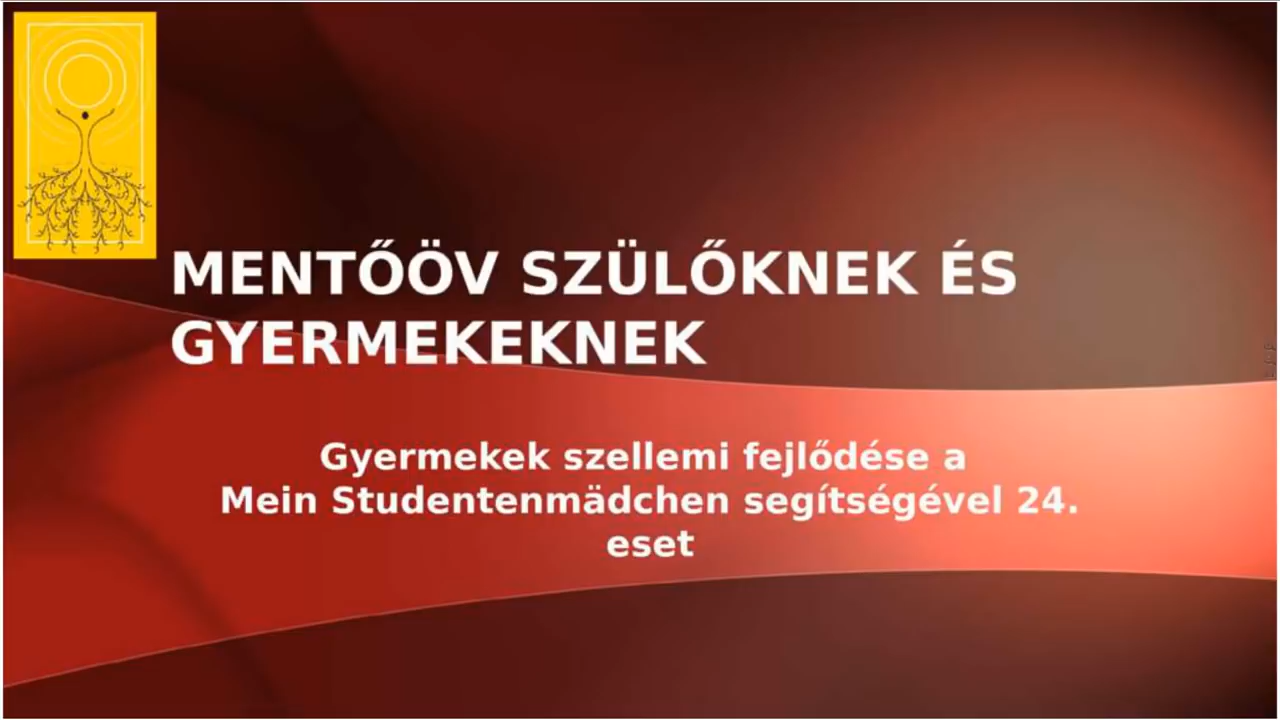 MENTŐÖV SZÜLŐKNEK ÉS
GYERMEKEKNEK
Gyermekek szellemi fejlődése a
Mein Studentenmädchen segítségével 24.
eset